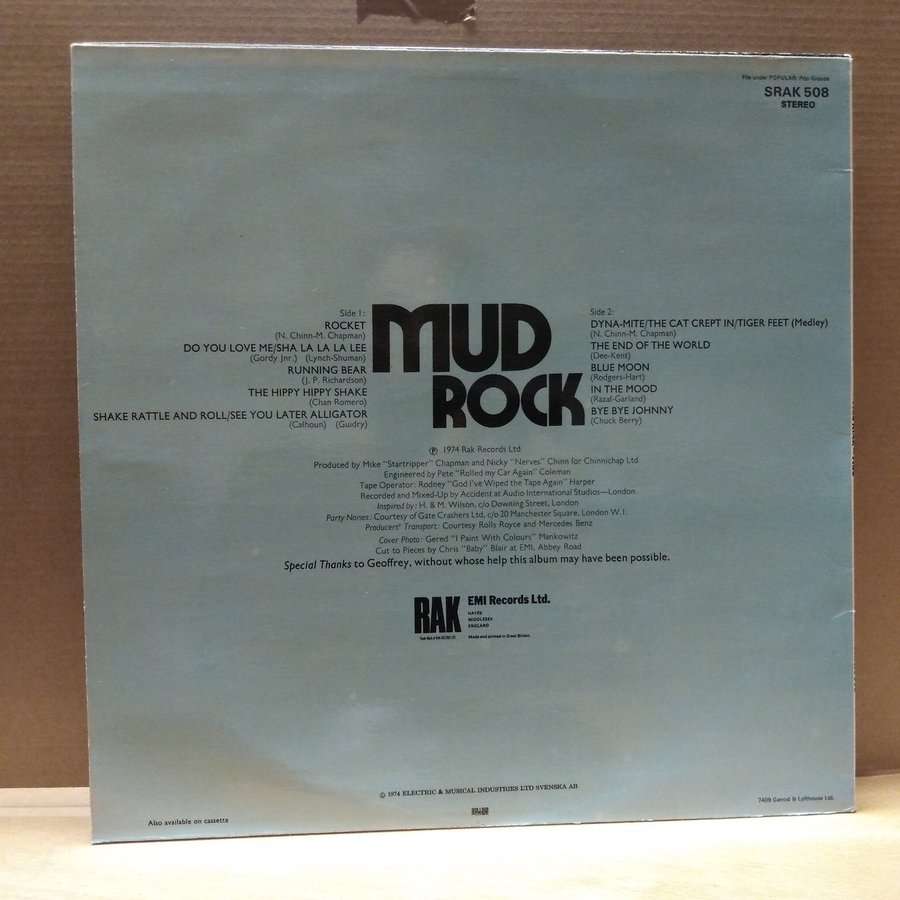 File under POPULAR: Pop Groups
SRAK 508
STEREO
Side 1:
ROCKET
(N. Chinn-M. Chapman)
DO YOU LOVE ME/SHA LA LA LA LEE
(Gordy Jnr.) (Lynch-Shuman)
RUNNING BEAR
(J. P. Richardson)
THE HIPPY HIPPY SHAKE
(Chan Romero)
SHAKE RATTLE AND ROLL/SEE YOU LATER ALLIGATOR
(Calhoun) (Guidry)
MUD
ROCK
Side 2:
DYNA-MITE/THE CAT CREPT IN/TIGER FEET (Medley)
(N. Chinn-M. Chapman)
THE END OF THE WORLD
(Dee-Kent)
BLUE MOON
(Rodgers-Hart)
IN THE MOOD
(Razaf-Garland)
BYE BYE JOHNNY
(Chuck Berry)
℗ 1974 Rak Records Ltd
Produced by Mike "Startripper" Chapman and Nicky "Nerves" Chinn for Chinnichap Ltd
Engineered by Pete "Rolled my Car Again" Coleman
Tape Operator: Rodney "God I've Wiped the Tape Again" Harper
Recorded and Mixed-Up by Accident at Audio International Studios—London
Inspired by: H. & M. Wilson, c/o Downing Street, London
Party Noises: Courtesy of Gate Crashers Ltd, c/o 20 Manchester Square, London W.1.
Producers' Transport: Courtesy Rolls Royce and Mercedes Benz
Cover Photo: Gered "I Paint With Colours" Mankowitz
Cut to Pieces by Chris "Baby" Blair at EMI, Abbey Road
Special Thanks to Geoffrey, without whose help this album may have been possible.
RAK
EMI Records Ltd.
HAYES
MIDDLESEX
ENGLAND
Made and printed in Great Britain.
© 1974 ELECTRIC & MUSICAL INDUSTRIES LTD SVENSKA AB
Also available on cassette
7409 Garrod & Lofthouse Ltd.